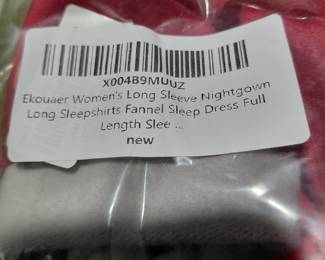 X004B9MUUZ
Ekouaer Women's Long Sleeve Nightgown
Long Sleepshirts Fannel Sleep Dress Full
Length Slee ...
new